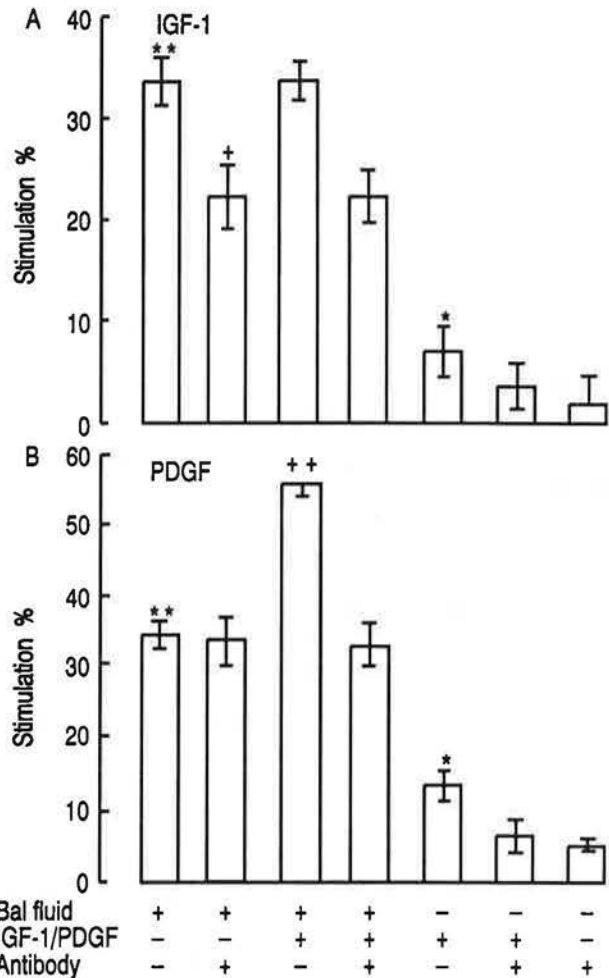 A
IGF-1
40
30
20
10
0
Stimulation %
**
+
*
B
PDGF
60
50
40
30
20
10
0
Stimulation %
**
++
*
Bal fluid + + + + − − −
IGF-1/PDGF − − + + + + −
Antibody − + − + − + +